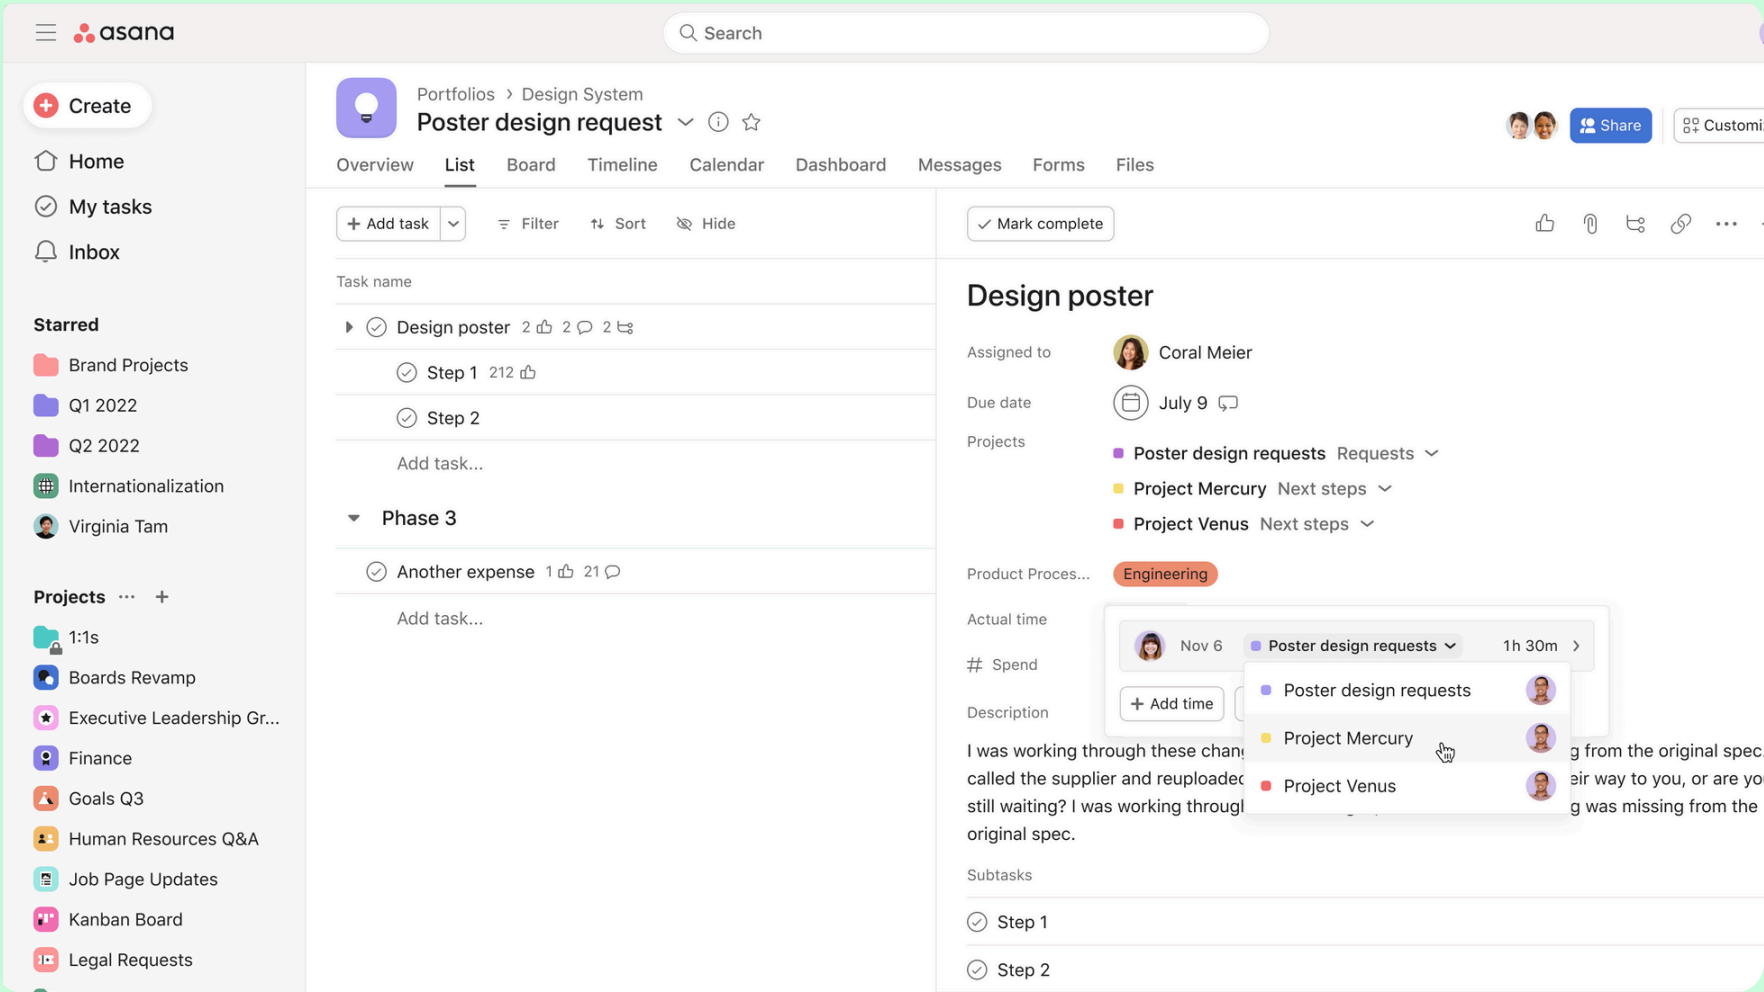 asana
Search
Create
Home
My tasks
Inbox
Starred
Brand Projects
Q1 2022
Q2 2022
Internationalization
Virginia Tam
Projects ··· +
1:1s
Boards Revamp
Executive Leadership Gr...
Finance
Goals Q3
Human Resources Q&A
Job Page Updates
Kanban Board
Legal Requests
Portfolios > Design System
Poster design request
Share
Customi
Overview List Board Timeline Calendar Dashboard Messages Forms Files
+ Add task Filter Sort Hide
Task name
Design poster 2 2 2
Step 1 212
Step 2
Add task...
Phase 3
Another expense 1 21
Add task...
Mark complete
Design poster
Assigned to Coral Meier
Due date July 9
Projects
Poster design requests Requests
Project Mercury Next steps
Project Venus Next steps
Product Proces... Engineering
Actual time
Nov 6 Poster design requests 1h 30m
# Spend
Poster design requests
+ Add time
Project Mercury
Project Venus
Description
I was working through these chang g from the original spec.
called the supplier and reuploaded eir way to you, or are yo
still waiting? I was working through g was missing from the
original spec.
Subtasks
Step 1
Step 2